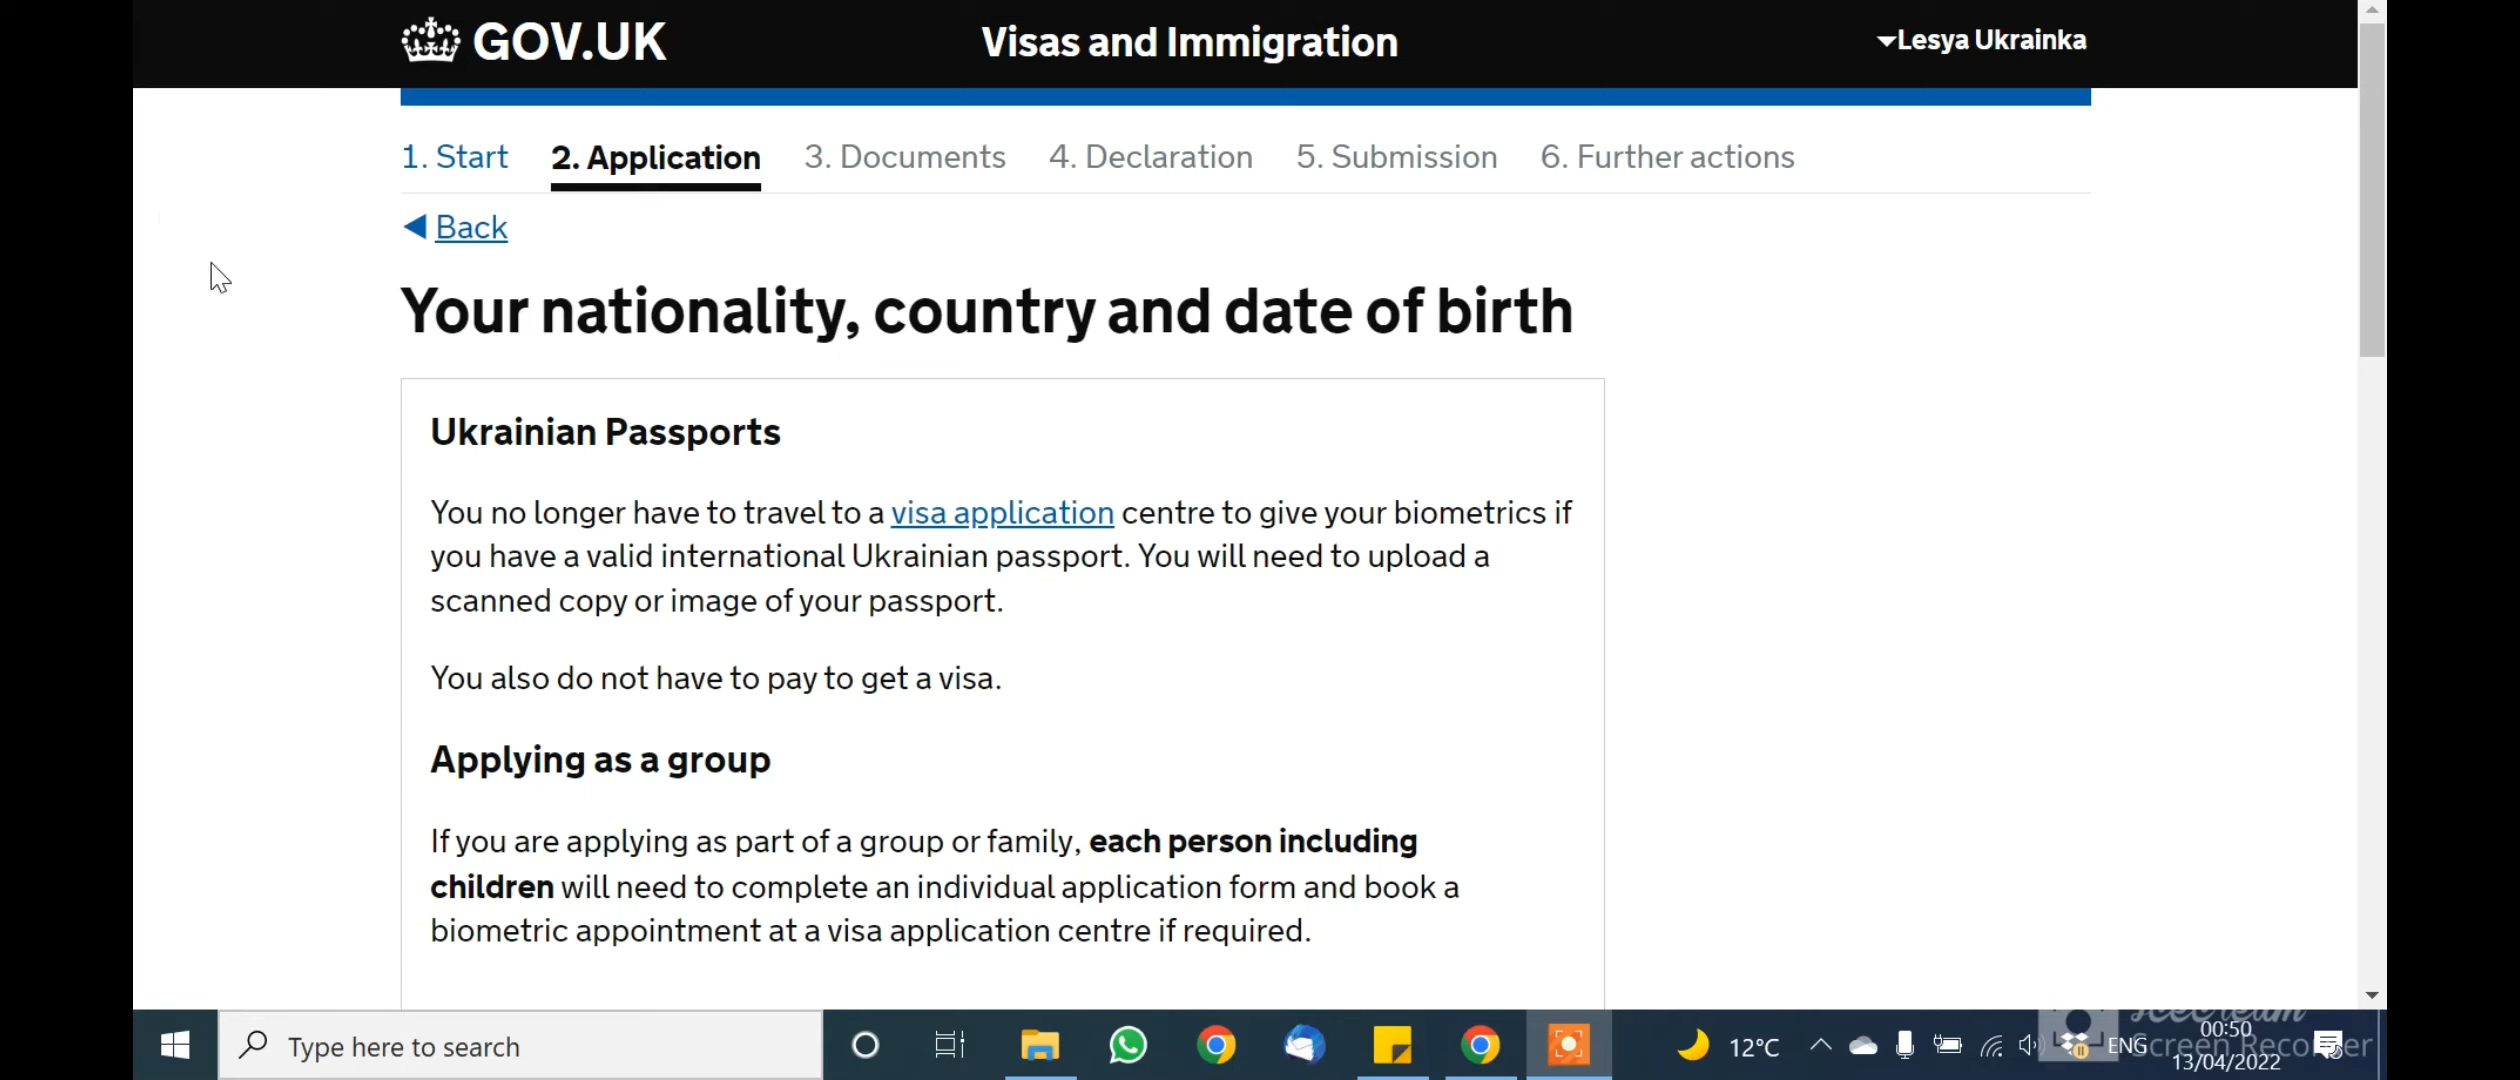 GOV.UK
Visas and Immigration
Lesya Ukrainka
1. Start 2. Application 3. Documents 4. Declaration 5. Submission 6. Further actions
Back
Your nationality, country and date of birth
Ukrainian Passports
You no longer have to travel to a visa application centre to give your biometrics if
you have a valid international Ukrainian passport. You will need to upload a
scanned copy or image of your passport.
You also do not have to pay to get a visa.
Applying as a group
If you are applying as part of a group or family, each person including
children will need to complete an individual application form and book a
biometric appointment at a visa application centre if required.
Type here to search
12°C
ENG
00:50
13/04/2022
Icecream
Screen Recorder